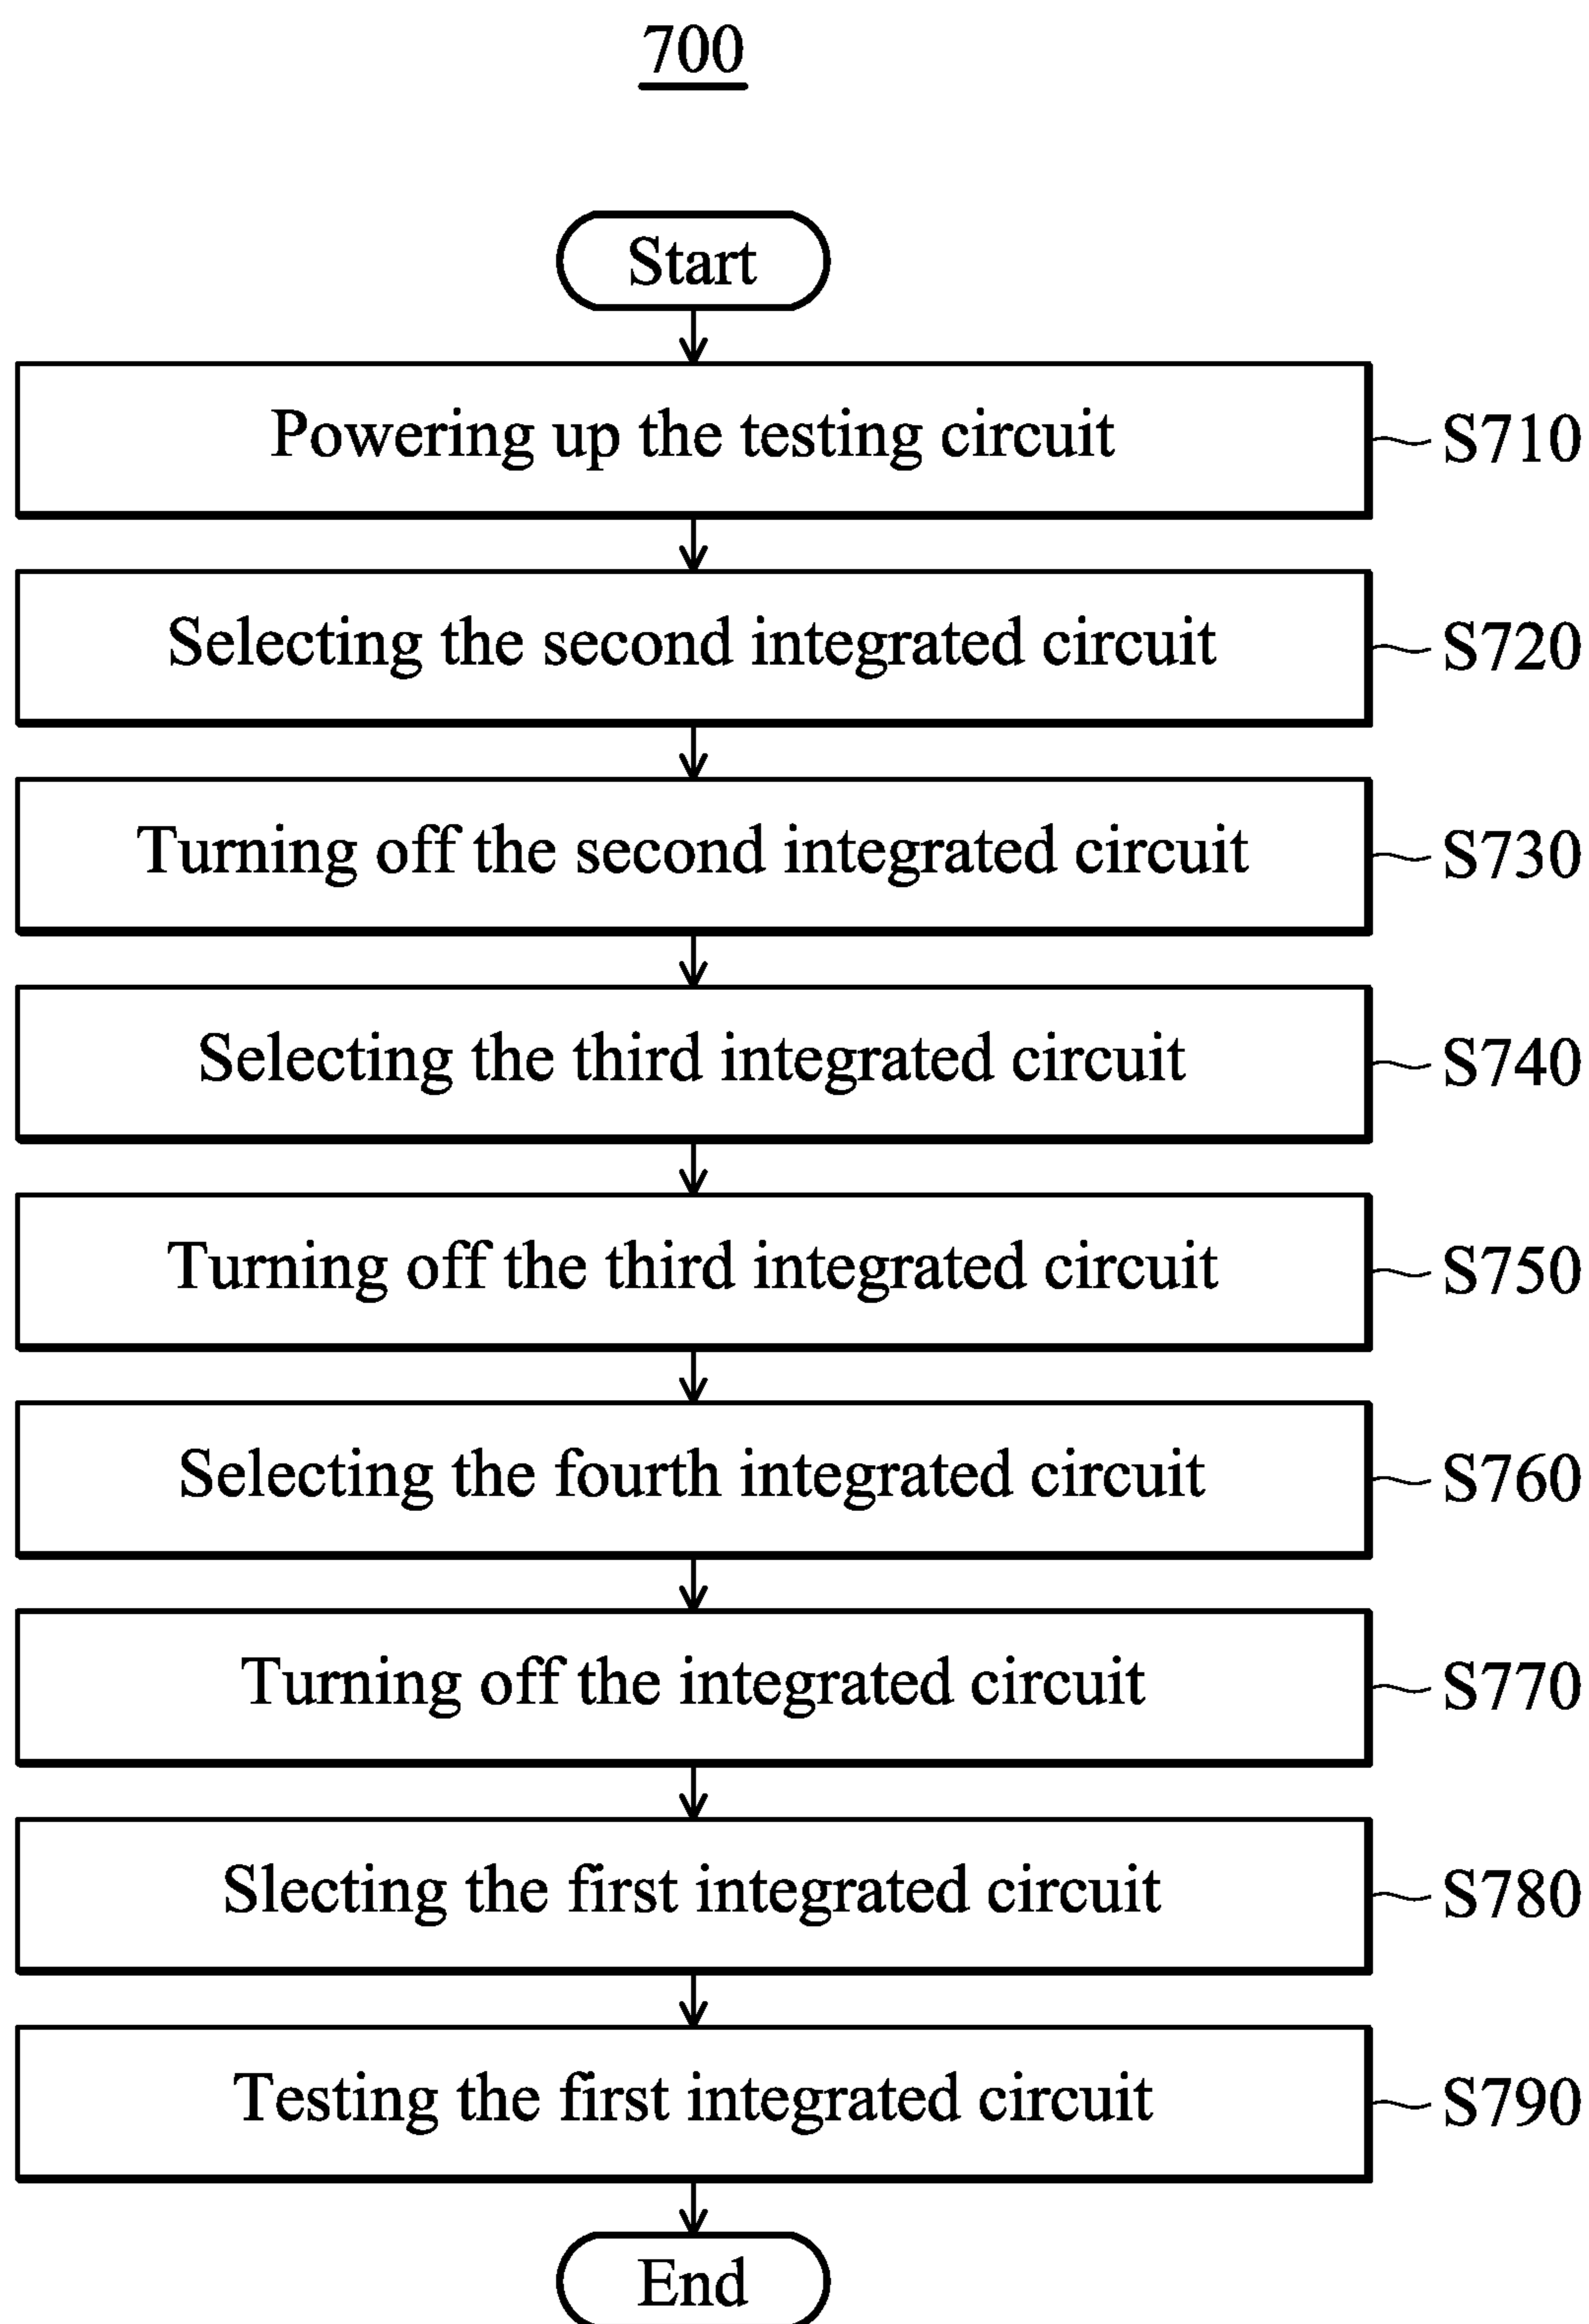 700
Start
Powering up the testing circuit S710
Selecting the second integrated circuit S720
Turning off the second integrated circuit S730
Selecting the third integrated circuit S740
Turning off the third integrated circuit S750
Selecting the fourth integrated circuit S760
Turning off the integrated circuit S770
Slecting the first integrated circuit S780
Testing the first integrated circuit S790
End